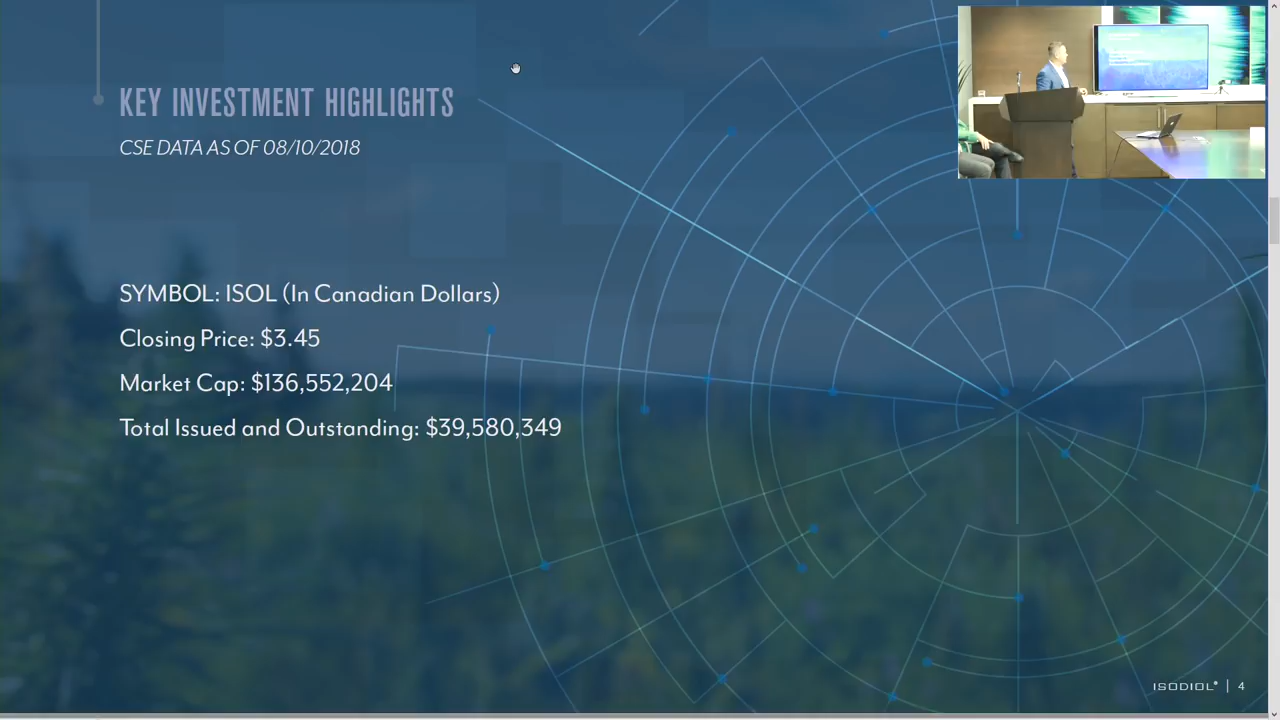 KEY INVESTMENT HIGHLIGHTS
CSE DATA AS OF 08/10/2018
SYMBOL: ISOL (In Canadian Dollars)
Closing Price: $3.45
Market Cap: $136,552,204
Total Issued and Outstanding: $39,580,349
ISODIOL® | 4